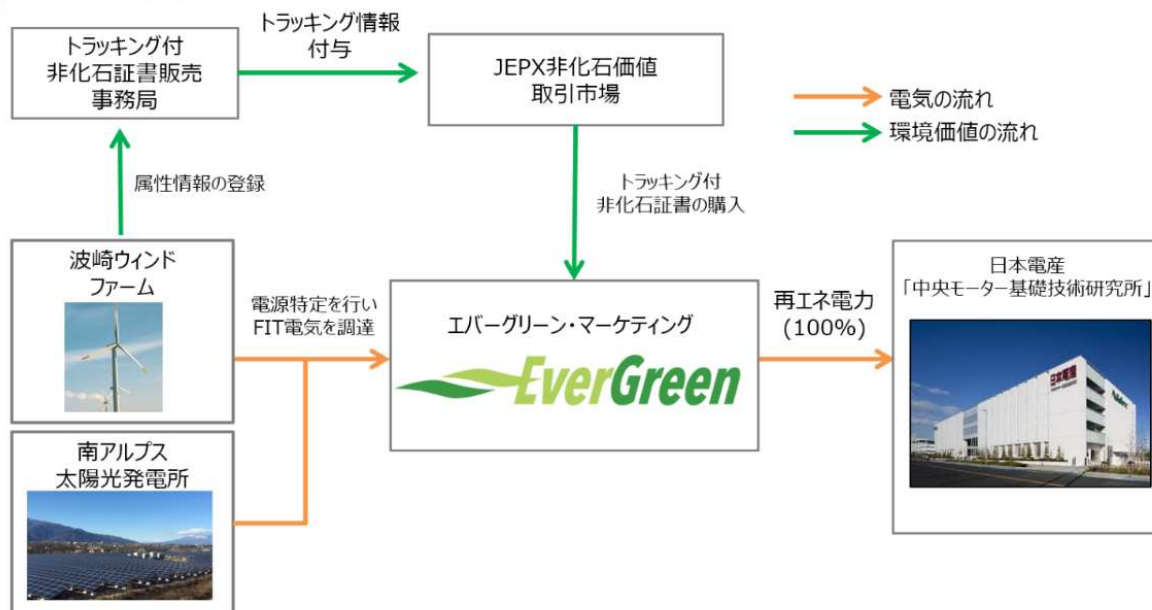 トラッキング付
非化石証書販売
事務局
トラッキング情報
付与
JEPX非化石価値
取引市場
電気の流れ
環境価値の流れ
属性情報の登録
トラッキング付
非化石証書の購入
波崎ウィンド
ファーム
電源特定を行い
FIT電気を調達
エバーグリーン・マーケティング
EverGreen
再エネ電力
(100%)
日本電産
「中央モーター基礎技術研究所」
日本電産
南アルプス
太陽光発電所